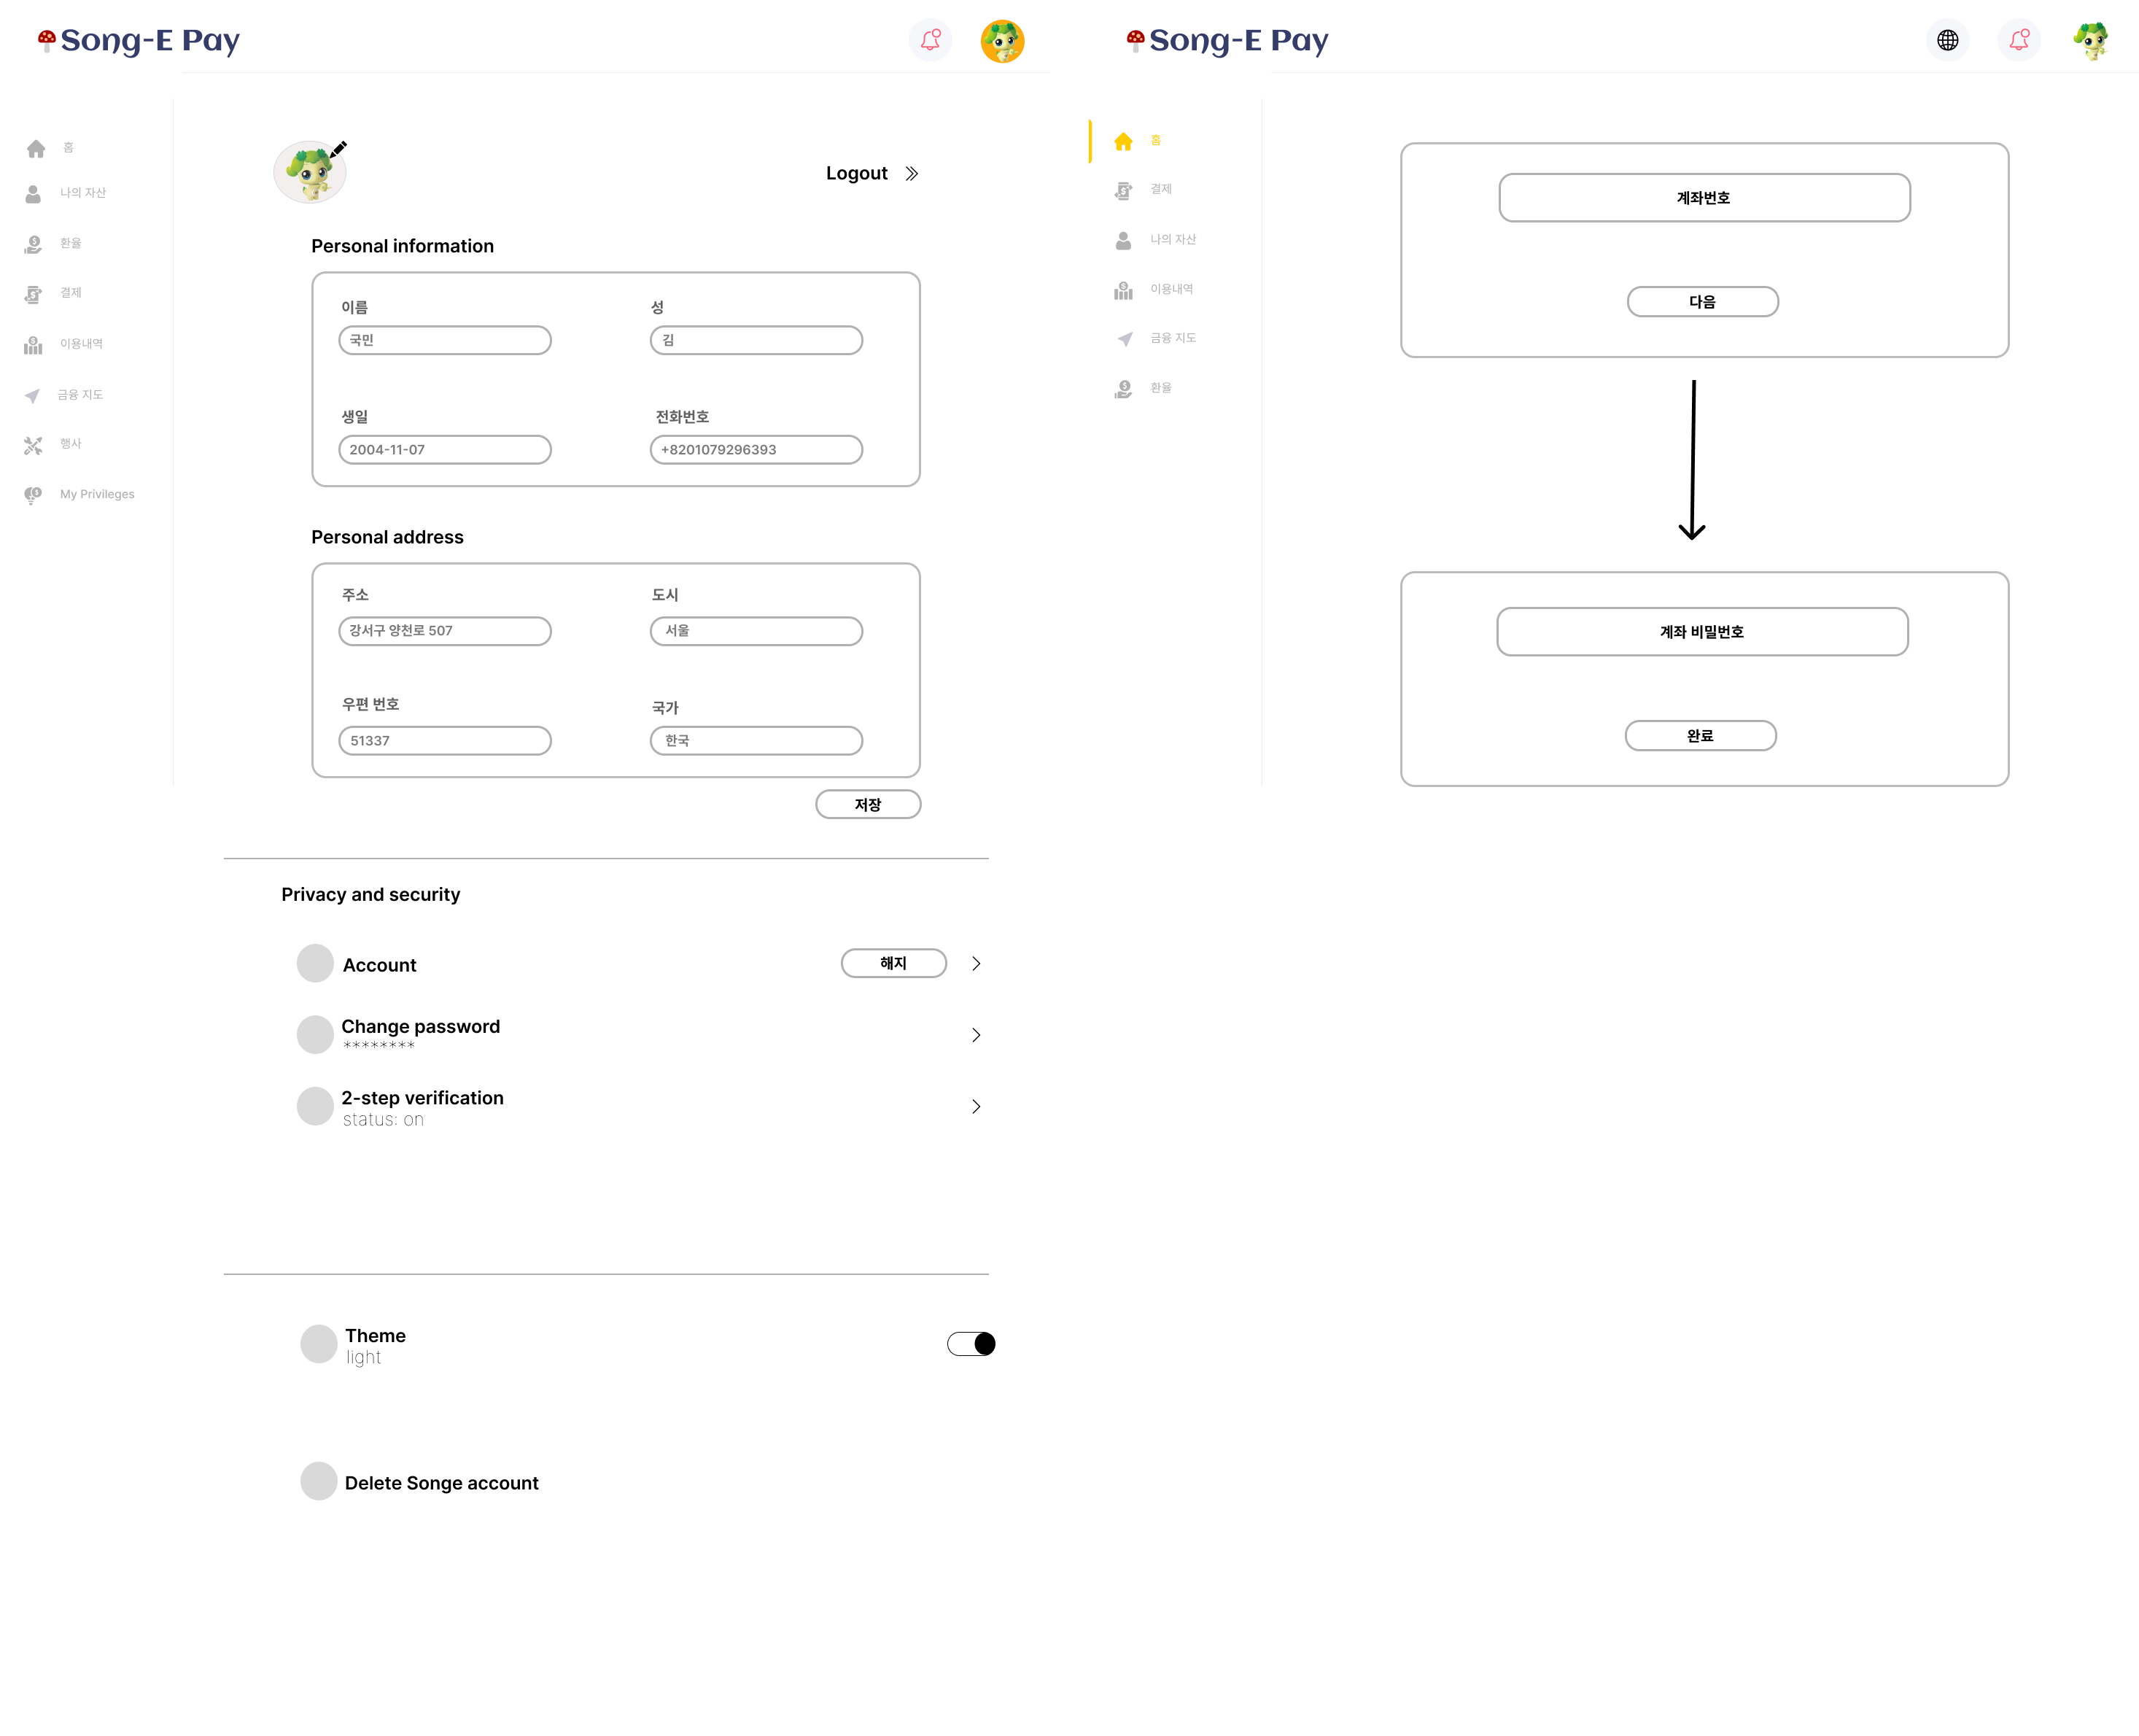 Song-E Pay
홈
나의 자산
환율
결제
이용내역
금융 지도
행사
My Privileges
Logout
Personal information
이름
성
국민
김
생일
전화번호
2004-11-07
+8201079296393
Personal address
주소
도시
강서구 양천로 507
서울
우편 번호
국가
51337
한국
저장
Privacy and security
Account
해지
Change password
********
2-step verification
status: on
Theme
light
Delete Songe account
Song-E Pay
홈
결제
나의 자산
이용내역
금융 지도
환율
계좌번호
다음
계좌 비밀번호
완료